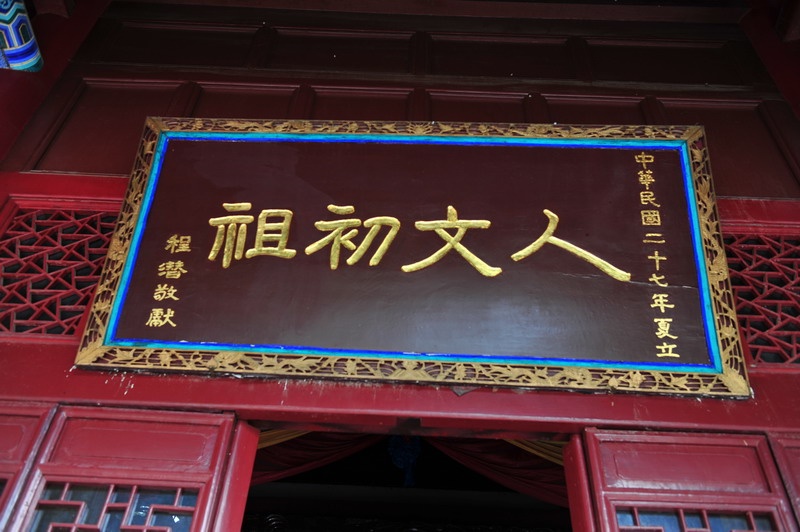 中華民國二十七年夏立
人文初祖
程潛敬獻